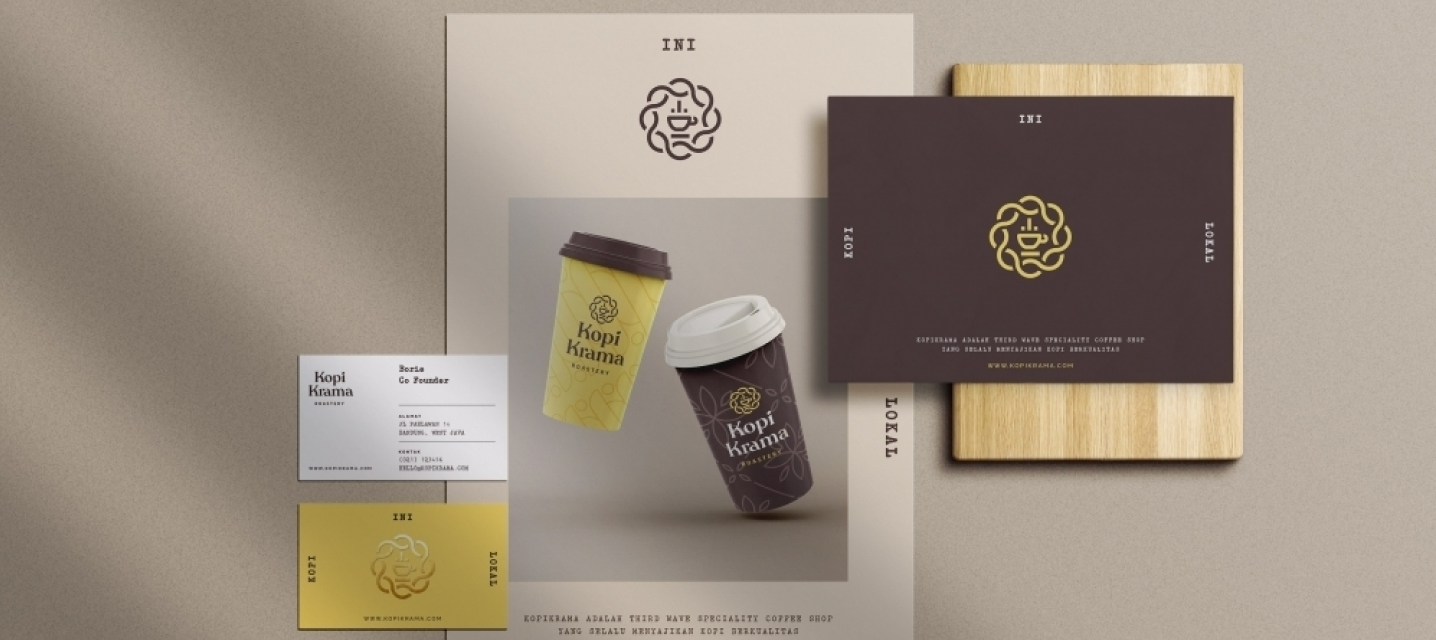 INI
Kopi
Krama
ROASTERY
Kopi
Krama
ROASTERY
LOKAL
KOPIKRAMA ADALAH THIRD WAVE SPECIALITY COFFEE SHOP
YANG SELALU MENYAJIKAN KOPI BERKUALITAS
INI
KOPI
LOKAL
KOPIKRAMA ADALAH THIRD WAVE SPECIALITY COFFEE SHOP
YANG SELALU MENYAJIKAN KOPI BERKUALITAS
WWW.KOPIKRAMA.COM
Kopi
Krama
ROASTERY
WWW.KOPIKRAMA.COM
Borie
Co Founder
ALAMAT
JL PAHLAWAN 14
BANDUNG, WEST JAVA
KONTAK
HELLO@KOPIKRAMA.COM
INI
KOPI
LOKAL
WWW.KOPIKRAMA.COM